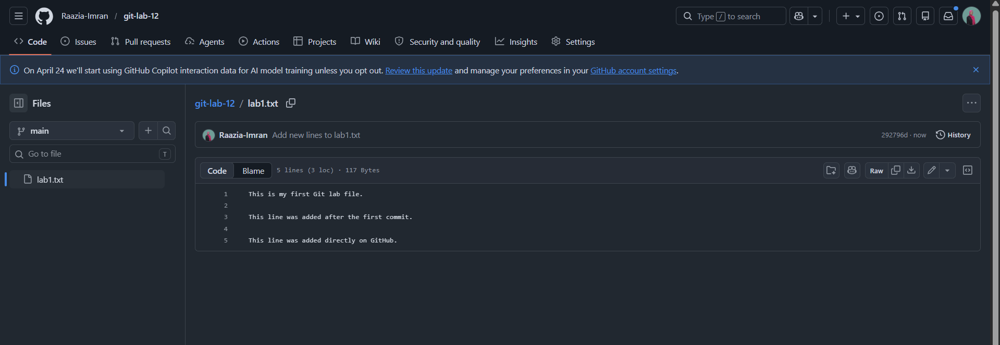 Raazia-Imran / git-lab-12
Type / to search
Code Issues Pull requests Agents Actions Projects Wiki Security and quality Insights Settings
On April 24 we'll start using GitHub Copilot interaction data for AI model training unless you opt out. Review this update and manage your preferences in your GitHub account settings.
Files
main
Go to file T
lab1.txt
git-lab-12 / lab1.txt
Raazia-Imran Add new lines to lab1.txt
292796d · now History
Code Blame 5 lines (3 loc) · 117 Bytes
Raw
1 This is my first Git lab file.
2
3 This line was added after the first commit.
4
5 This line was added directly on GitHub.